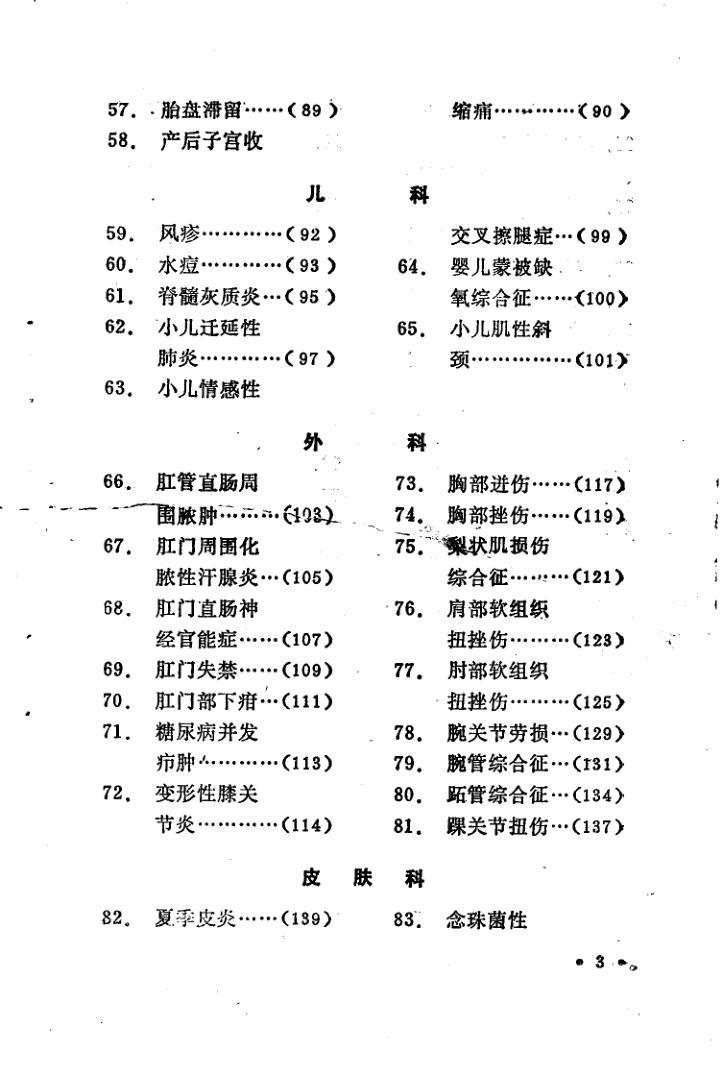 57. 胎盘滞留……(89)
58. 产后子宫收
缩痛…………(90)
儿 科
59. 风疹…………(92)
60. 水痘…………(93)
61. 脊髓灰质炎…(95)
62. 小儿迁延性
肺炎…………(97)
63. 小儿情感性
交叉擦腿症…(99)
64. 婴儿蒙被缺
氧综合征……(100)
65. 小儿肌性斜
颈……………(101)
外 科
66. 肛管直肠周
围脓肿………(103)
67. 肛门周围化
脓性汗腺炎…(105)
68. 肛门直肠神
经官能症……(107)
69. 肛门失禁……(109)
70. 肛门部下疳…(111)
71. 糖尿病并发
疖肿…………(113)
72. 变形性膝关
节炎…………(114)
73. 胸部进伤……(117)
74. 胸部挫伤……(119)
75. 梨状肌损伤
综合征………(121)
76. 肩部软组织
扭挫伤………(123)
77. 肘部软组织
扭挫伤………(125)
78. 腕关节劳损…(129)
79. 腕管综合征…(131)
80. 跖管综合征…(134)
81. 踝关节扭伤…(137)
皮 肤 科
82. 夏季皮炎……(139)
83. 念珠菌性
• 3 •